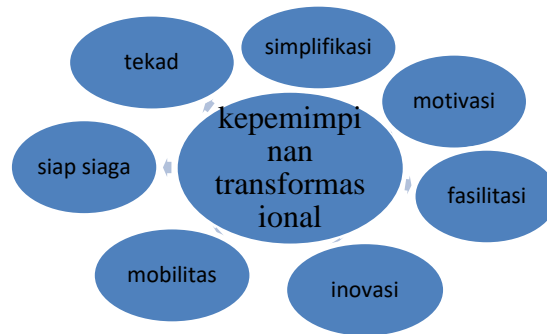 simplifikasi
tekad
motivasi
kepemimpi
nan
transformas
ional
siap siaga
fasilitasi
mobilitas
inovasi